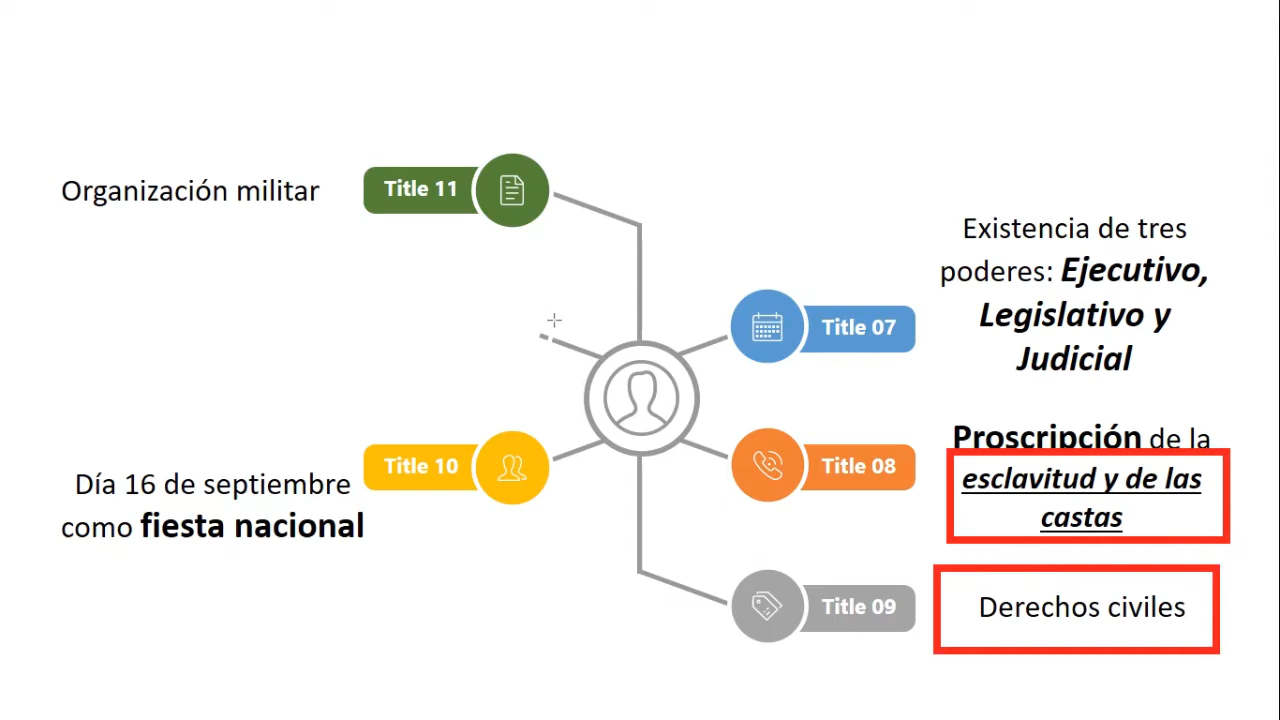 Organización militar
Title 11
Existencia de tres
poderes: Ejecutivo,
Legislativo y
Judicial
Title 07
Proscripción de la
esclavitud y de las
castas
Title 08
Title 10
Día 16 de septiembre
como fiesta nacional
Title 09
Derechos civiles